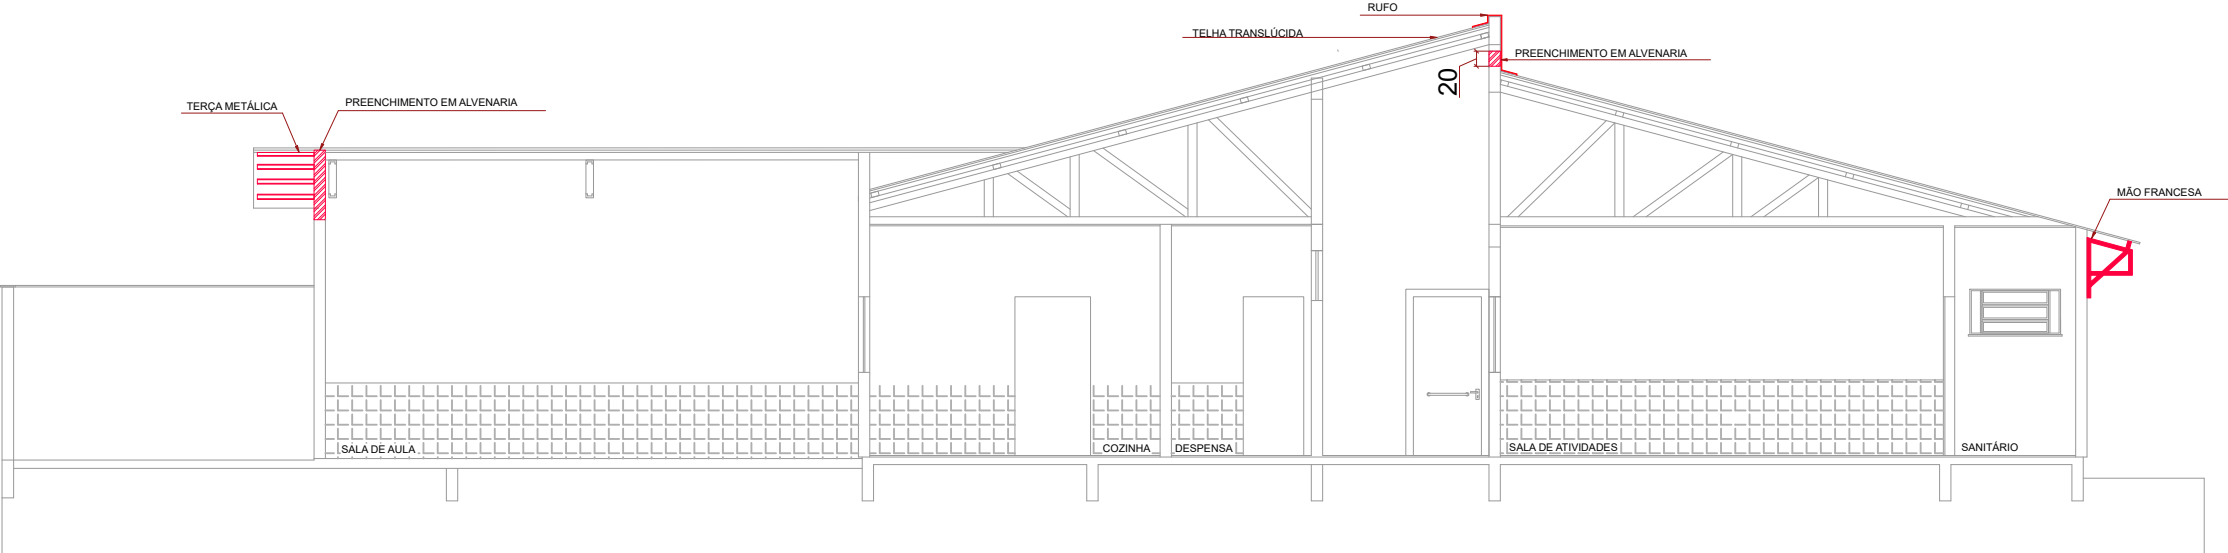 RUFO
TELHA TRANSLÚCIDA
PREENCHIMENTO EM ALVENARIA
20
TERÇA METÁLICA
PREENCHIMENTO EM ALVENARIA
MÃO FRANCESA
SALA DE AULA
COZINHA
DESPENSA
SALA DE ATIVIDADES
SANITÁRIO